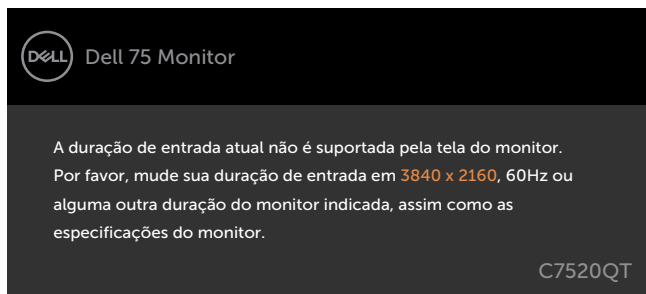 DELL
Dell 75 Monitor
A duração de entrada atual não é suportada pela tela do monitor.
Por favor, mude sua duração de entrada em 3840 x 2160, 60Hz ou
alguma outra duração do monitor indicada, assim como as
especificações do monitor.
C7520QT